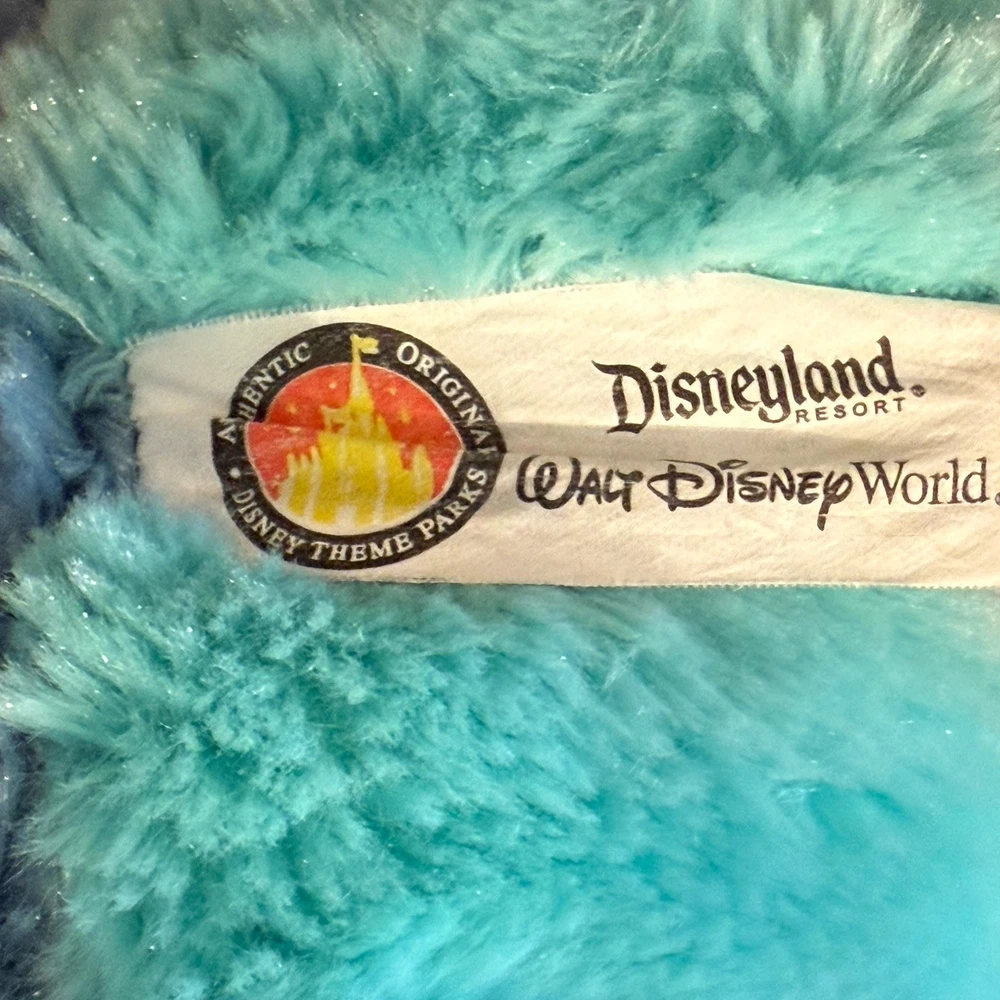 AUTHENTIC ORIGINAL
• DISNEY THEME PARKS •
Disneyland®
RESORT
WALT DISNEY World®